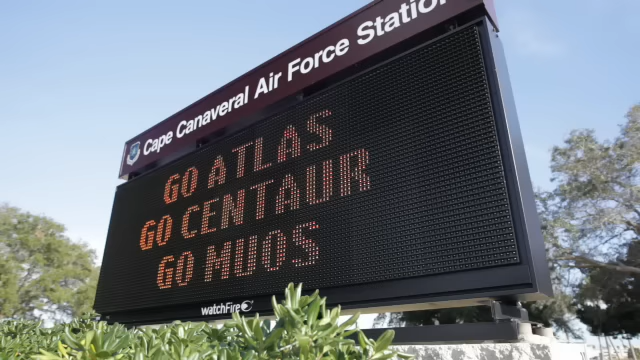 Cape Canaveral Air Force Station
GO ATLAS
GO CENTAUR
GO MUOS
watchFire